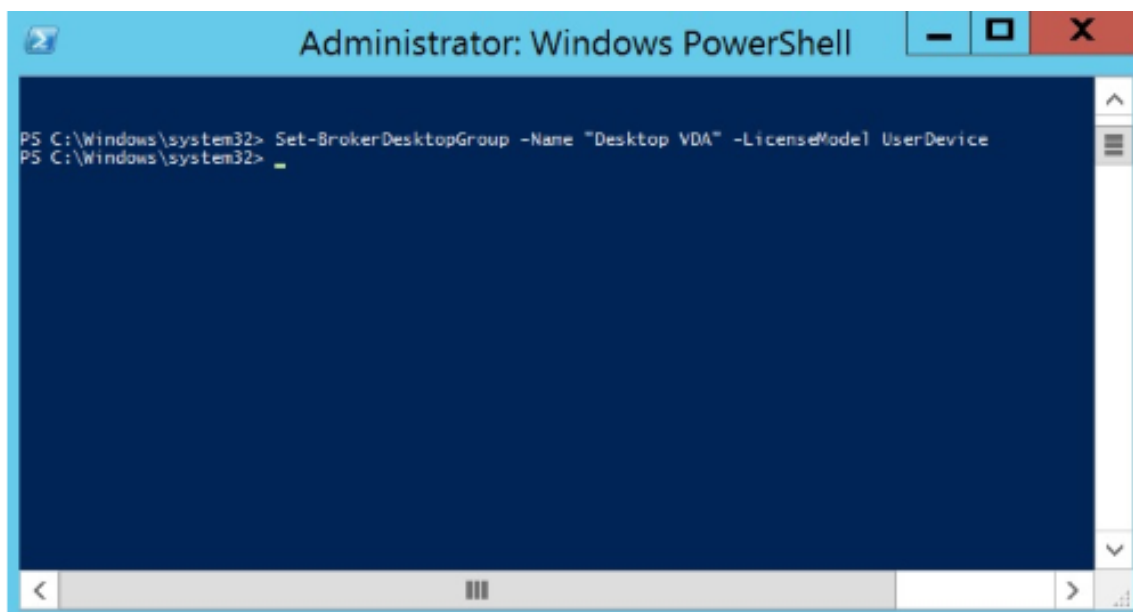 Administrator: Windows PowerShell
PS C:\Windows\system32> Set-BrokerDesktopGroup -Name "Desktop VDA" -LicenseModel UserDevice
PS C:\Windows\system32> _